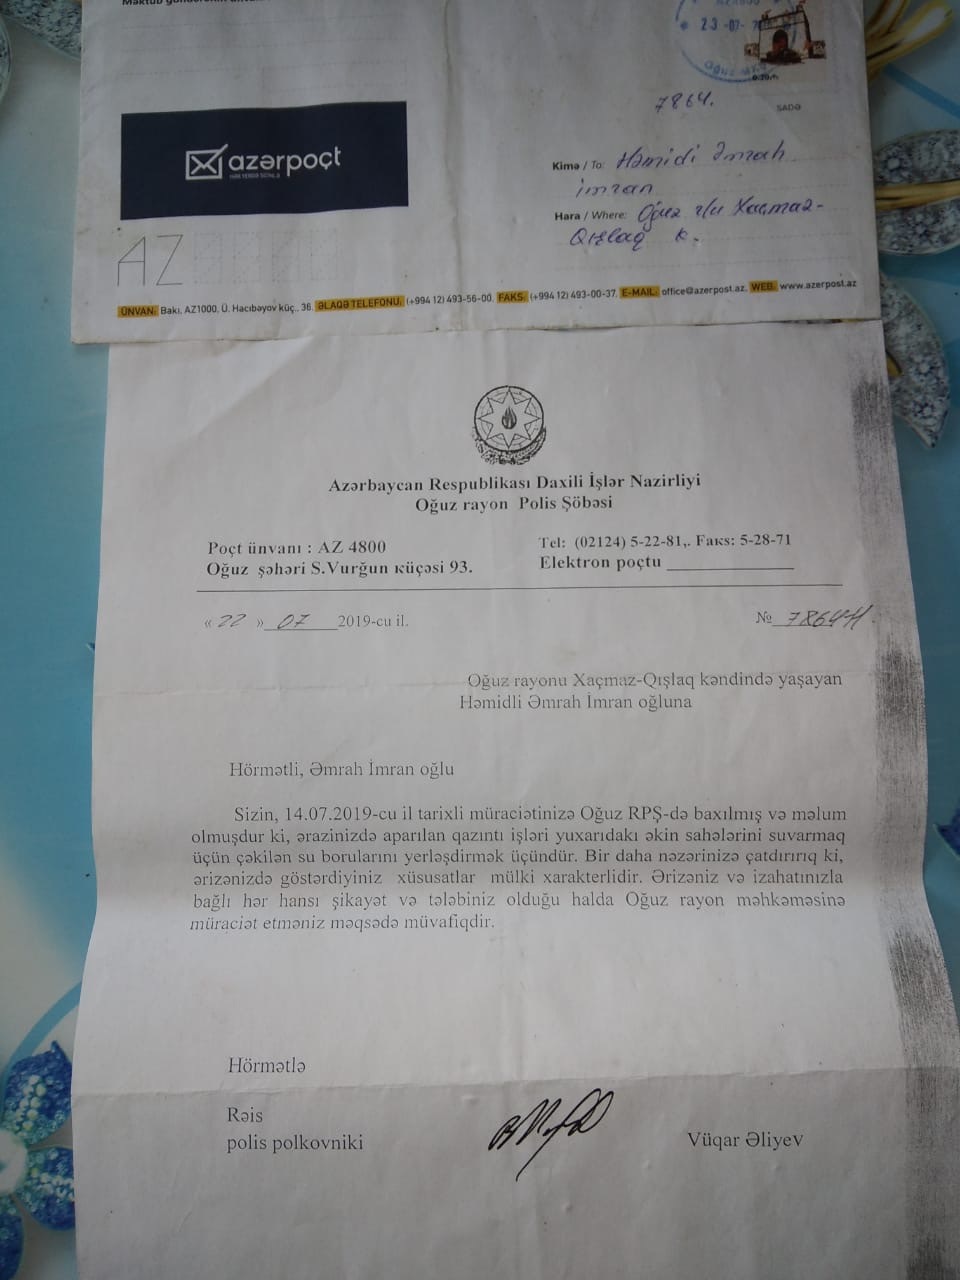 23-07-
Oğuz
0.20m
7864.
SADƏ
azərpoçt
Kimə / To: Həmidi Əmrah
İmran
Hara / Where: Oğuz r/u Xaçmaz-
Qışlaq k.
AZ
ÜNVAN: Bakı, AZ1000, Ü. Hacıbəyov küç., 36. ƏLAQƏ TELEFONU: (+994 12) 493-56-00. FAKS: (+994 12) 493-00-37. E-MAIL: office@azerpost.az. WEB: www.azerpost.az
Azərbaycan Respublikası Daxili İşlər Nazirliyi
Oğuz rayon Polis Şöbəsi
Poçt ünvanı : AZ 4800
Oğuz şəhəri S.Vurğun küçəsi 93.
Tel: (02124) 5-22-81,. Faks: 5-28-71
Elektron poçtu ______________
« 22 » 07 2019-cu il.
№ 7864H
Oğuz rayonu Xaçmaz-Qışlaq kəndində yaşayan
Həmidli Əmrah İmran oğluna
Hörmətli, Əmrah İmran oğlu
Sizin, 14.07.2019-cu il tarixli müraciətinizə Oğuz RPŞ-də baxılmış və məlum
olmuşdur ki, ərazinizdə aparılan qazıntı işləri yuxarıdakı əkin sahələrini suvarmaq
üçün çəkilən su borularını yerləşdirmək üçündür. Bir daha nəzərinizə çatdırırıq ki,
ərizənizdə göstərdiyiniz xüsusatlar mülki xarakterlidir. Ərizəniz və izahatınızla
bağlı hər hansı şikayət və tələbiniz olduğu halda Oğuz rayon məhkəməsinə
müraciət etməniz məqsədə müvafiqdir.
Hörmətlə
Rəis
polis polkovniki
Vüqar Əliyev